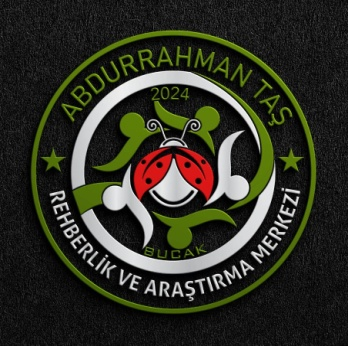 ABDURRAHMAN TAŞ
2024
BUCAK
REHBERLİK VE ARAŞTIRMA MERKEZİ